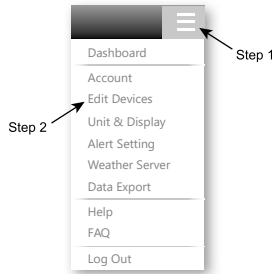 Step 1
Dashboard
Account
Edit Devices
Step 2
Unit & Display
Alert Setting
Weather Server
Data Export
Help
FAQ
Log Out